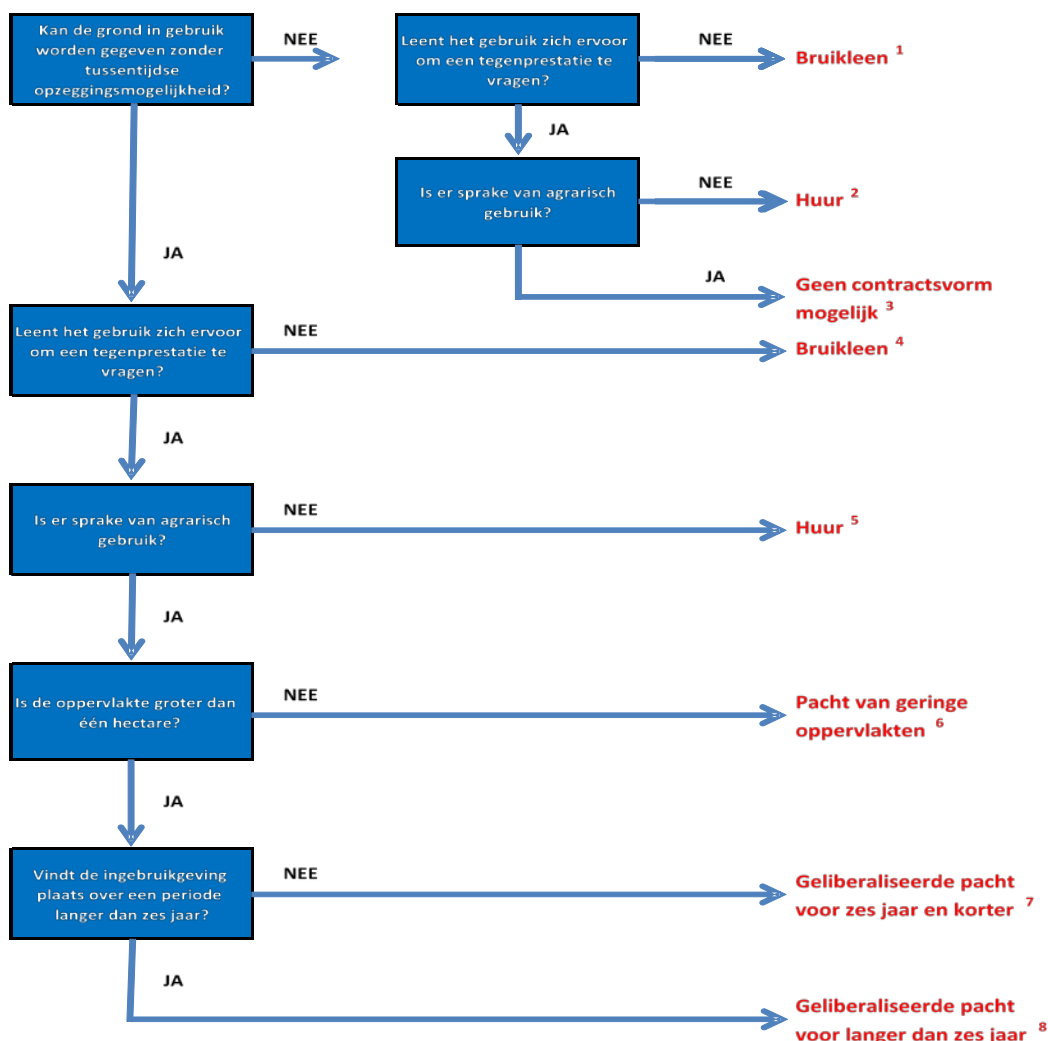 Kan de grond in gebruik
worden gegeven zonder
tussentijdse
opzeggingsmogelijkheid?
NEE
Leent het gebruik zich ervoor
om een tegenprestatie te
vragen?
NEE
Bruikleen 1
JA
Is er sprake van agrarisch
gebruik?
NEE
Huur 2
JA
Geen contractsvorm
mogelijk 3
JA
Leent het gebruik zich ervoor
om een tegenprestatie te
vragen?
NEE
Bruikleen 4
JA
Is er sprake van agrarisch
gebruik?
NEE
Huur 5
JA
Is de oppervlakte groter dan
één hectare?
NEE
Pacht van geringe
oppervlakten 6
JA
Vindt de ingebruikgeving
plaats over een periode
langer dan zes jaar?
NEE
Geliberaliseerde pacht
voor zes jaar en korter 7
JA
Geliberaliseerde pacht
voor langer dan zes jaar 8